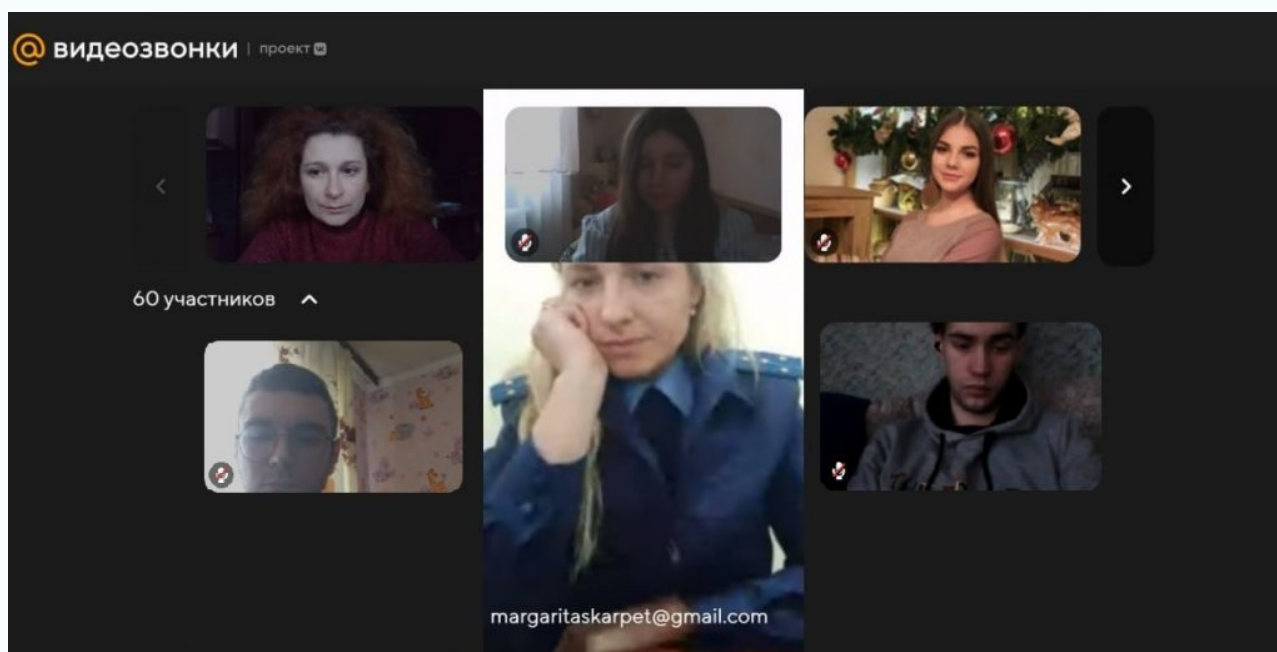 видеозвонки | проект
60 участников
margaritaskarpet@gmail.com